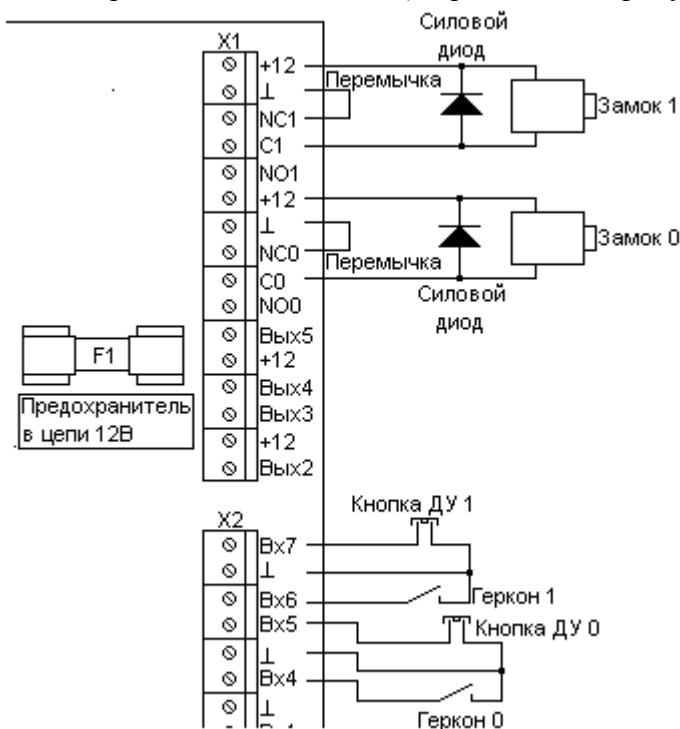 Силовой
диод
X1
+12
Перемычка
⊥
Замок 1
NC1
C1
NO1
+12
⊥
Замок 0
NC0
Перемычка
C0
Силовой
NO0
диод
Вых5
F1
+12
Вых4
Предохранитель
Вых3
в цепи 12В
+12
Вых2
Кнопка ДУ 1
X2
Вх7
⊥
Вх6
Геркон 1
Вх5
Кнопка ДУ 0
⊥
Вх4
⊥
Геркон 0